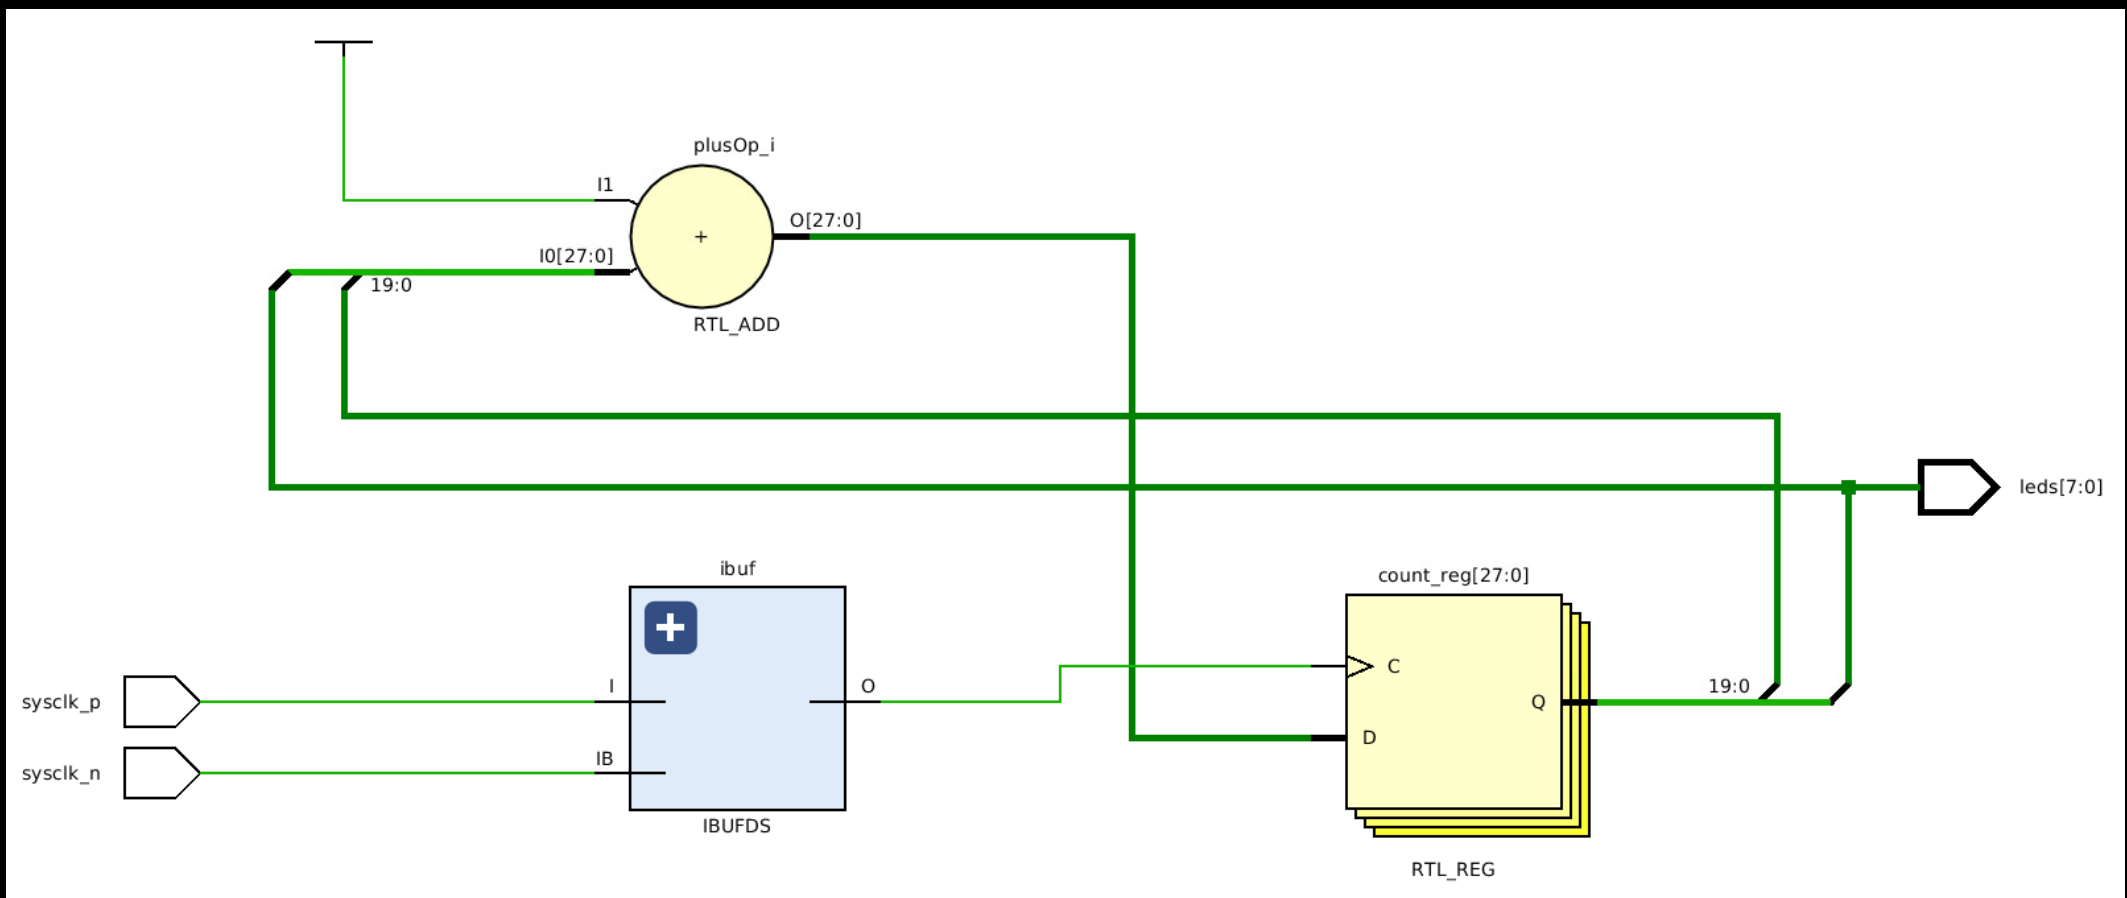 plusOp_i
I1
O[27:0]
+
I0[27:0]
19:0
RTL_ADD
leds[7:0]
ibuf
count_reg[27:0]
C
I
O
19:0
sysclk_p
Q
D
IB
sysclk_n
IBUFDS
RTL_REG